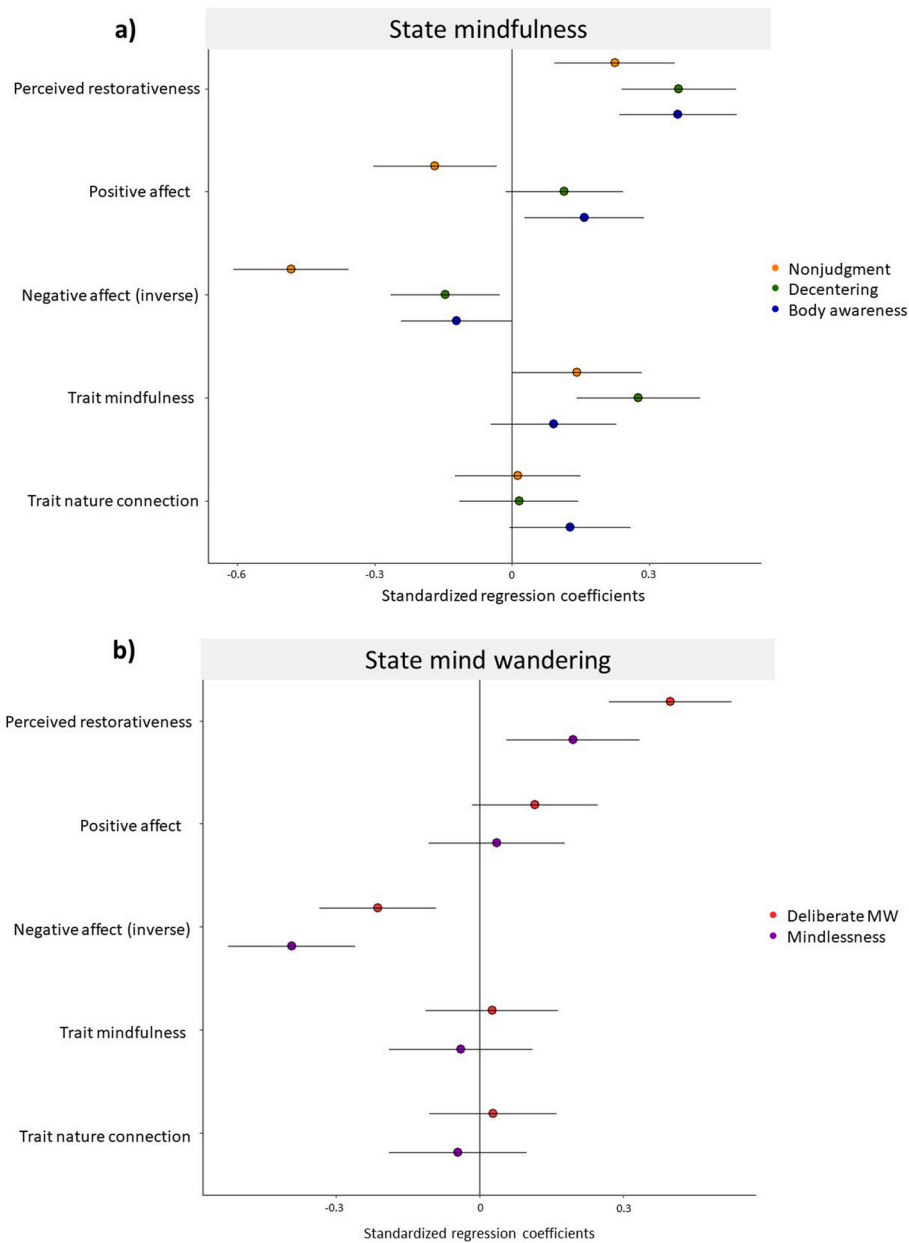 a)
State mindfulness
Perceived restorativeness
Positive affect
Negative affect (inverse)
Trait mindfulness
Trait nature connection
Nonjudgment
Decentering
Body awareness
-0.6 -0.3 0 0.3
Standardized regression coefficients
b)
State mind wandering
Perceived restorativeness
Positive affect
Negative affect (inverse)
Trait mindfulness
Trait nature connection
Deliberate MW
Mindlessness
-0.3 0 0.3
Standardized regression coefficients